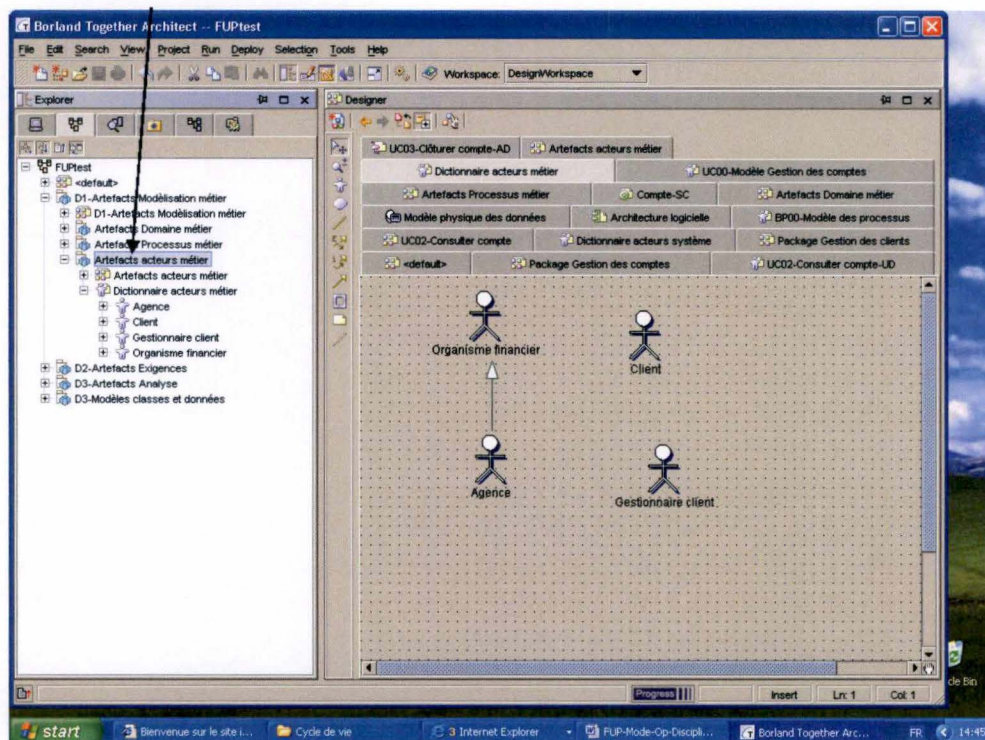 Borland Together Architect -- FUPtest
File Edit Search View Project Run Deploy Selection Tools Help
Workspace: DesignWorkspace
Explorer
Designer
FUPtest
<default>
D1-Artefacts Modèlisation métier
D1-Artefacts Modèlisation métier
Artefacts Domaine métier
Artefacts Processus métier
Artefacts acteurs métier
Artefacts acteurs métier
Dictionnaire acteurs métier
Agence
Client
Gestionnaire client
Organisme financier
D2-Artefacts Exigences
D3-Artefacts Analyse
D3-Modèles classes et données
UC03-Clôturer compte-AD Artefacts acteurs métier
Dictionnaire acteurs métier UC00-Modèle Gestion des comptes
Artefacts Processus métier Compte-SC Artefacts Domaine métier
Modèle physique des données Architecture logicielle BP00-Modèle des processus
UC02-Consulter compte Dictionnaire acteurs système Package Gestion des clients
<default> Package Gestion des comptes UC02-Consulter compte-UD
Organisme financier
Client
Agence
Gestionnaire client
cle Bin
Progress Insert Ln: 1 Col: 1
start Bienvenue sur le site i... Cycle de vie 3 Internet Explorer FUP-Mode-Op-Discipli... Borland Together Arc... FR 14:45